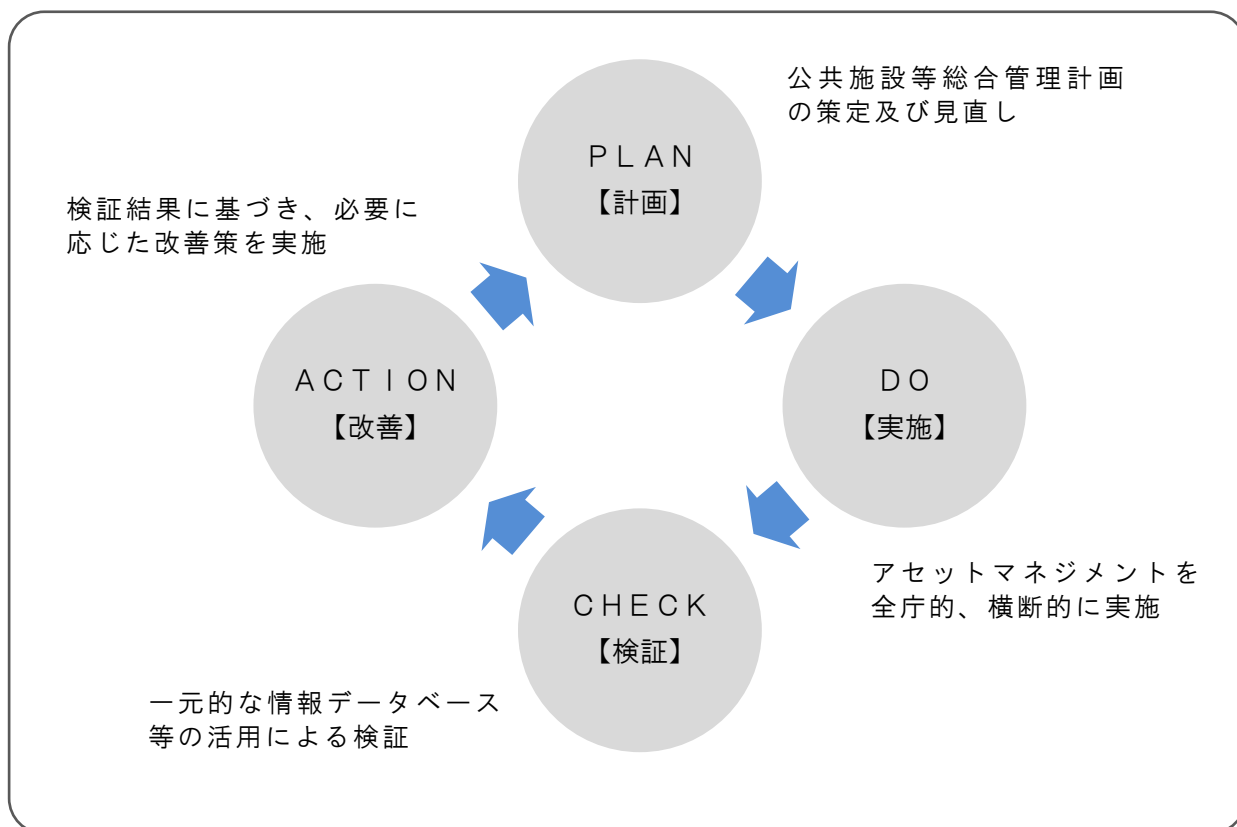 公共施設等総合管理計画
の策定及び見直し
ＰＬＡＮ
【計画】
検証結果に基づき、必要に
応じた改善策を実施
ＡＣＴＩＯＮ
【改善】
ＤＯ
【実施】
アセットマネジメントを
全庁的、横断的に実施
ＣＨＥＣＫ
【検証】
一元的な情報データベース
等の活用による検証